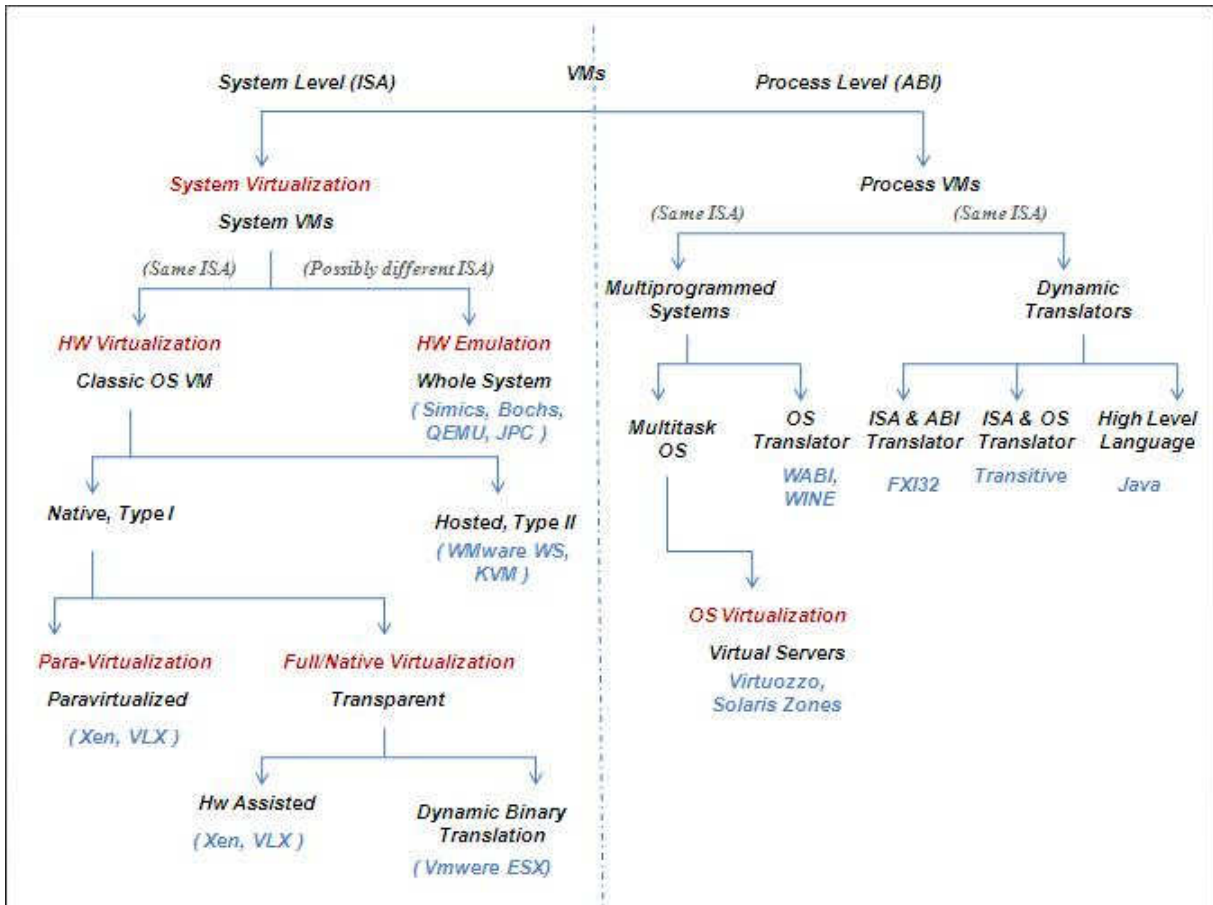 VMs
System Level (ISA)
Process Level (ABI)
System Virtualization
System VMs
(Same ISA)
(Possibly different ISA)
HW Virtualization
Classic OS VM
HW Emulation
Whole System
( Simics, Bochs,
QEMU, JPC )
Native, Type I
Hosted, Type II
( WMware WS,
KVM )
Para-Virtualization
Paravirtualized
( Xen, VLX )
Full/Native Virtualization
Transparent
Hw Assisted
( Xen, VLX )
Dynamic Binary
Translation
( Vmwere ESX)
Process VMs
(Same ISA)
(Same ISA)
Multiprogrammed
Systems
Dynamic
Translators
Multitask
OS
OS
Translator
WABI,
WINE
ISA & ABI
Translator
FXI32
ISA & OS
Translator
Transitive
High Level
Language
Java
OS Virtualization
Virtual Servers
Virtuozzo,
Solaris Zones